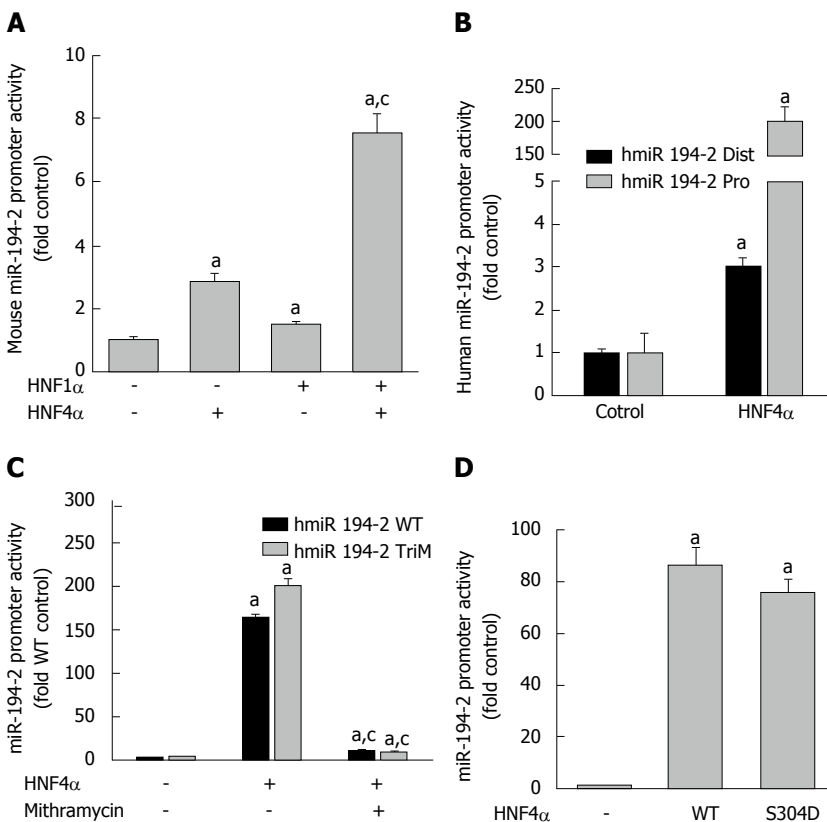 A
Mouse miR-194-2 promoter activity
(fold control)
10
8
6
4
2
0
a
a
a,c
HNF1α - - + +
HNF4α - + - +
B
Human miR-194-2 promoter activity
(fold control)
250
200
150
100
5
4
3
2
1
0
hmiR 194-2 Dist
hmiR 194-2 Pro
a
a
Cotrol HNF4α
C
miR-194-2 promoter activity
(fold WT control)
300
250
200
150
100
50
0
hmiR 194-2 WT
hmiR 194-2 TriM
a
a
a,c a,c
HNF4α - + +
Mithramycin - - +
D
miR-194-2 promoter activity
(fold control)
100
80
60
40
20
0
a
a
HNF4α - WT S304D